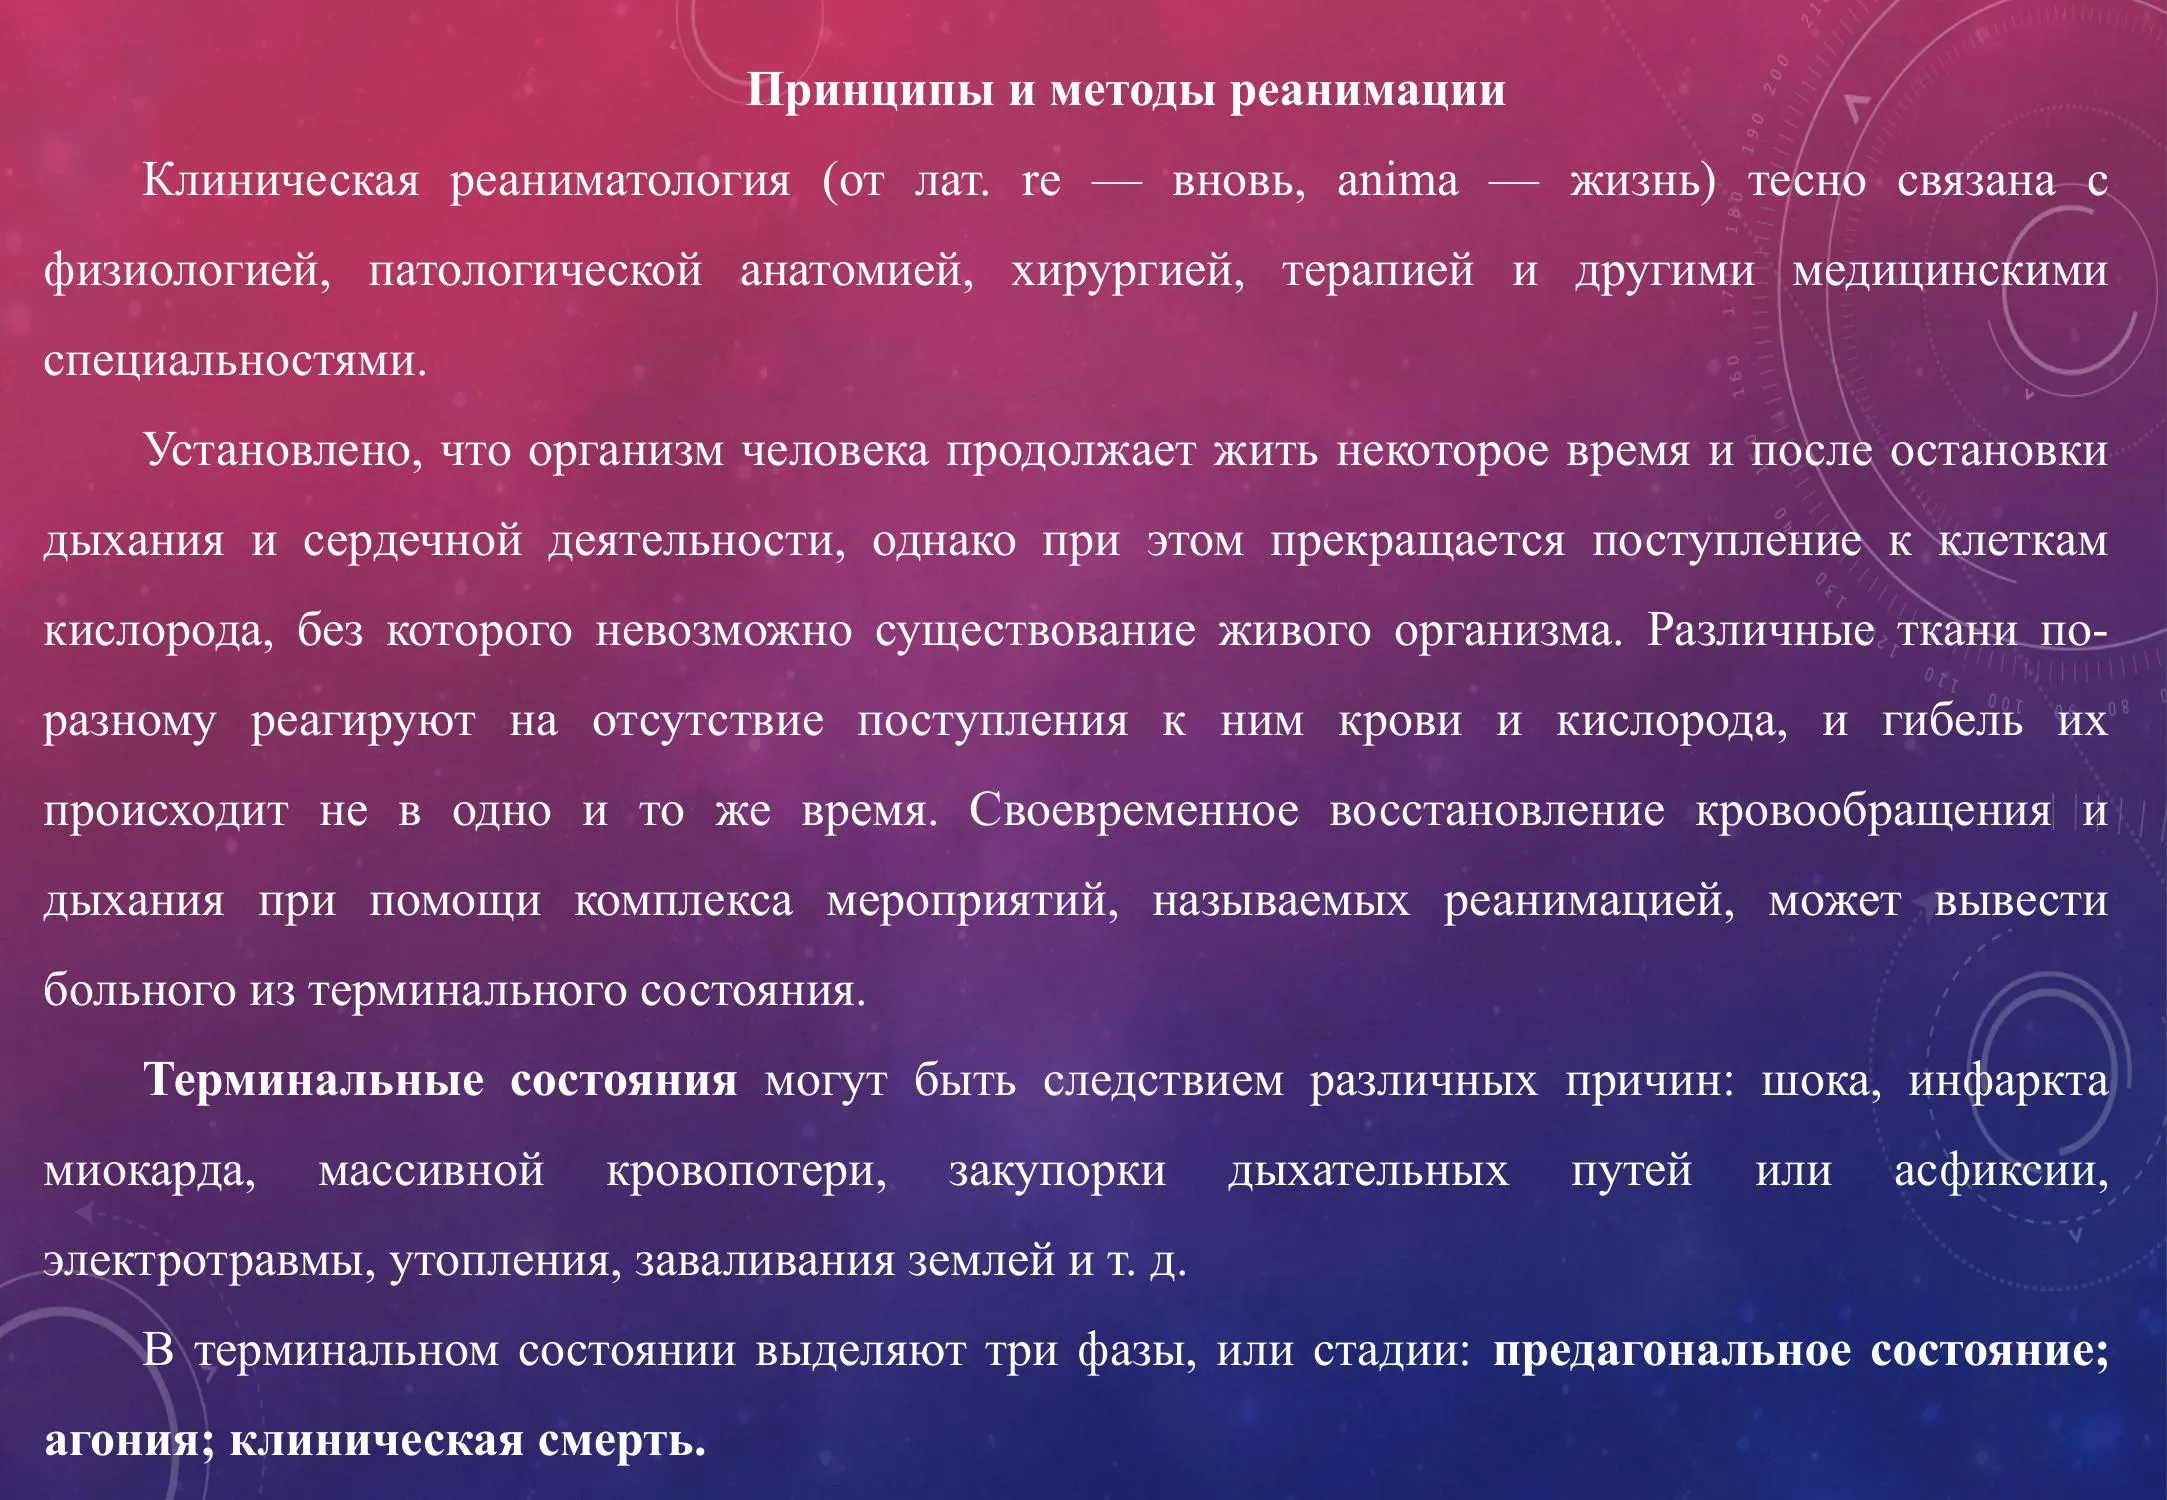 Принципы и методы реанимации
Клиническая реаниматология (от лат. re — вновь, anima — жизнь) тесно связана с
физиологией, патологической анатомией, хирургией, терапией и другими медицинскими
специальностями.
Установлено, что организм человека продолжает жить некоторое время и после остановки
дыхания и сердечной деятельности, однако при этом прекращается поступление к клеткам
кислорода, без которого невозможно существование живого организма. Различные ткани по-
разному реагируют на отсутствие поступления к ним крови и кислорода, и гибель их
происходит не в одно и то же время. Своевременное восстановление кровообращения и
дыхания при помощи комплекса мероприятий, называемых реанимацией, может вывести
больного из терминального состояния.
Терминальные состояния могут быть следствием различных причин: шока, инфаркта
миокарда, массивной кровопотери, закупорки дыхательных путей или асфиксии,
электротравмы, утопления, заваливания землей и т. д.
В терминальном состоянии выделяют три фазы, или стадии: предагональное состояние;
агония; клиническая смерть.